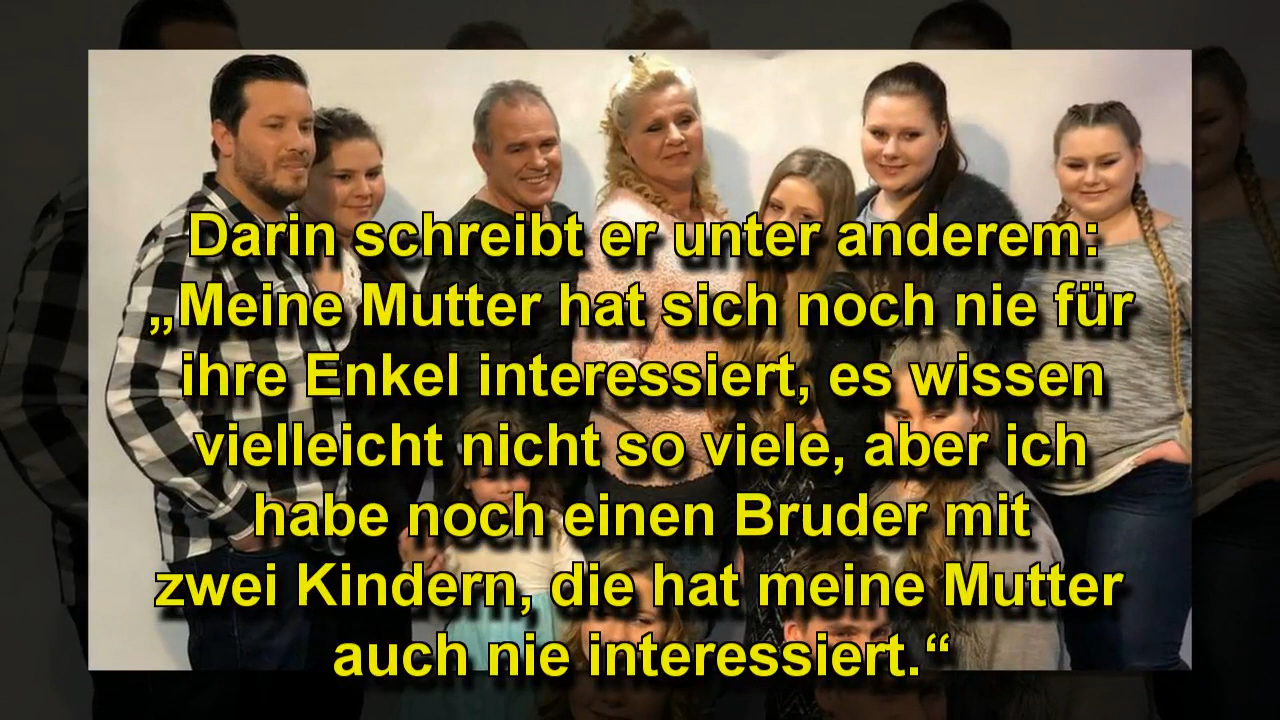 Darin schreibt er unter anderem:
„Meine Mutter hat sich noch nie für
ihre Enkel interessiert, es wissen
vielleicht nicht so viele, aber ich
habe noch einen Bruder mit
zwei Kindern, die hat meine Mutter
auch nie interessiert.“